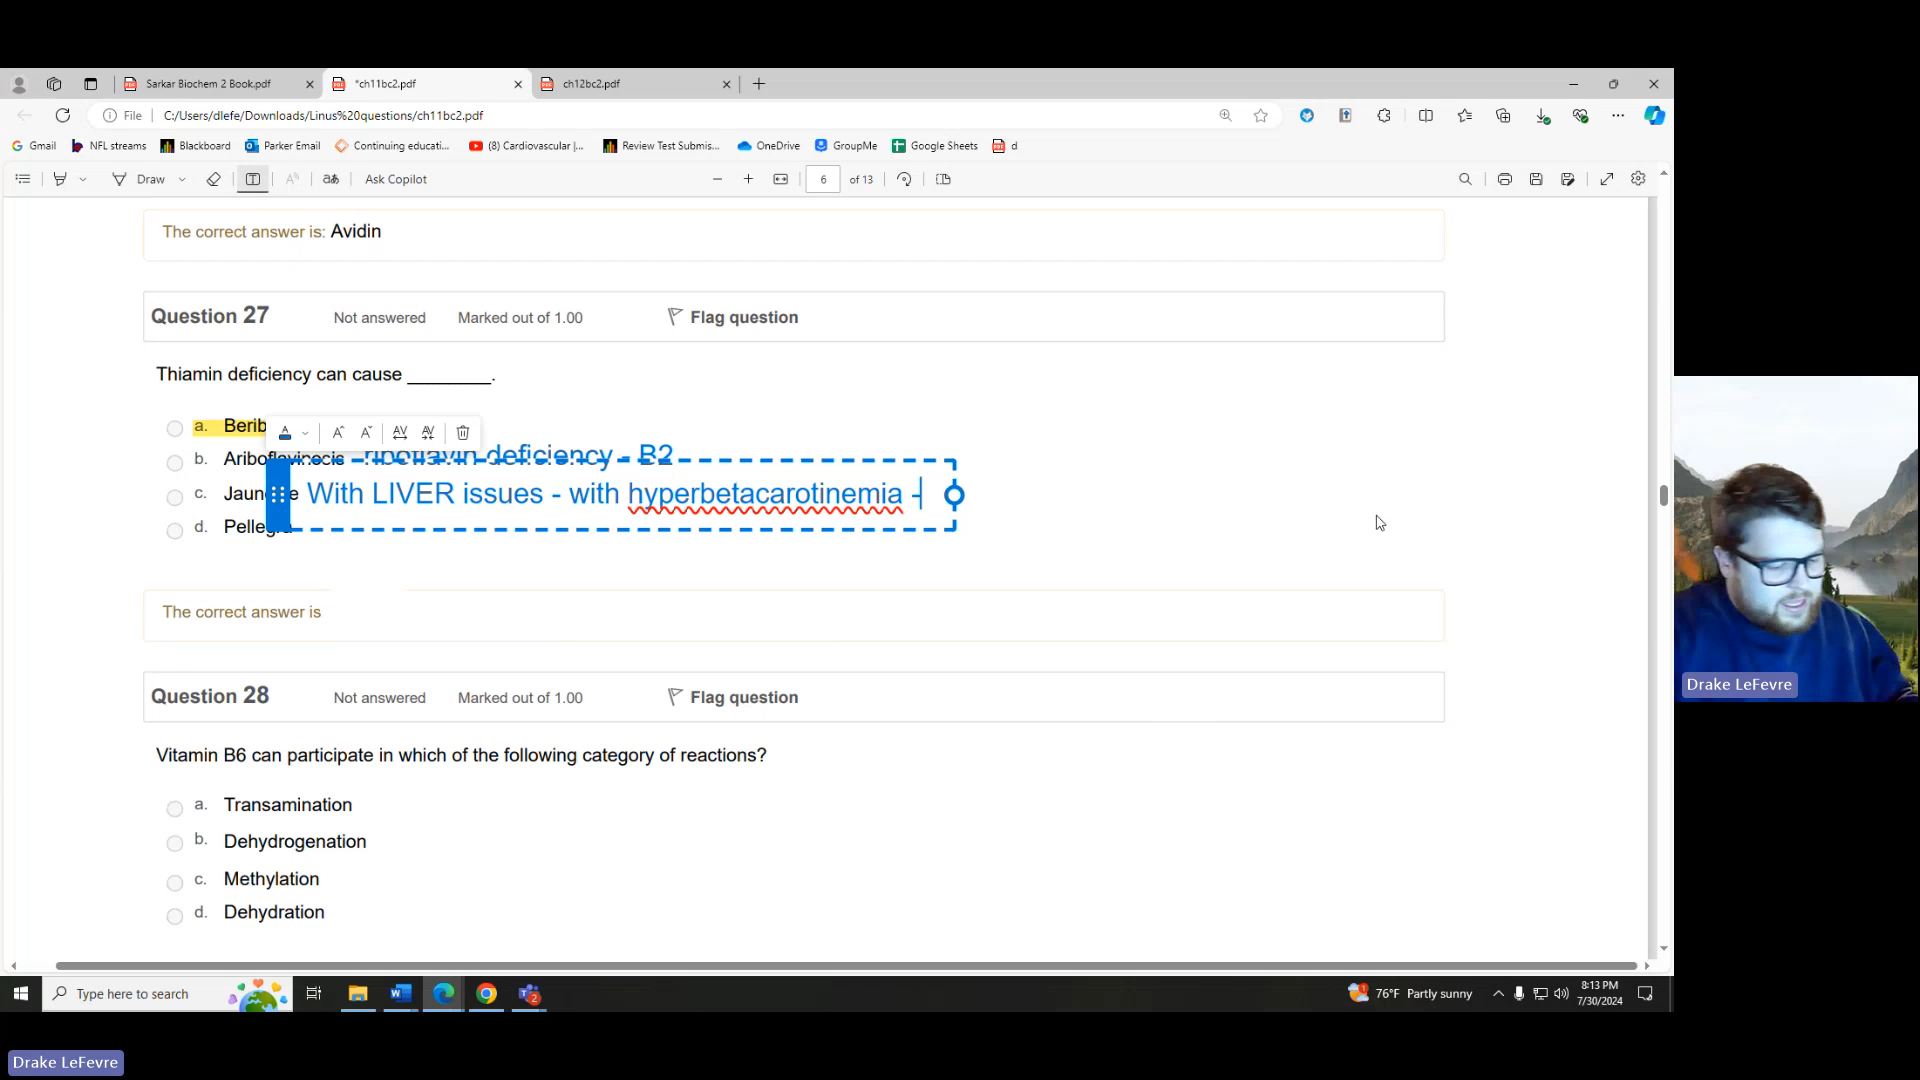 Sarkar Biochem 2 Book.pdf
*ch11bc2.pdf
ch12bc2.pdf
File
C:/Users/dlefe/Downloads/Linus%20questions/ch11bc2.pdf
Gmail
NFL streams
Blackboard
Parker Email
Continuing educati...
(8) Cardiovascular |...
Review Test Submis...
OneDrive
GroupMe
Google Sheets
d
Draw
Ask Copilot
6 of 13
The correct answer is: Avidin
Question 27 Not answered Marked out of 1.00 Flag question
Thiamin deficiency can cause ________.
a. Berib
b. Ariboflavinocis - riboflavin deficiency - B2
c. Jaun e With LIVER issues - with hyperbetacarotinemia -
d. Pellegra
The correct answer is
Question 28 Not answered Marked out of 1.00 Flag question
Vitamin B6 can participate in which of the following category of reactions?
a. Transamination
b. Dehydrogenation
c. Methylation
d. Dehydration
Drake LeFevre
Type here to search
76°F Partly sunny
8:13 PM
7/30/2024
Drake LeFevre